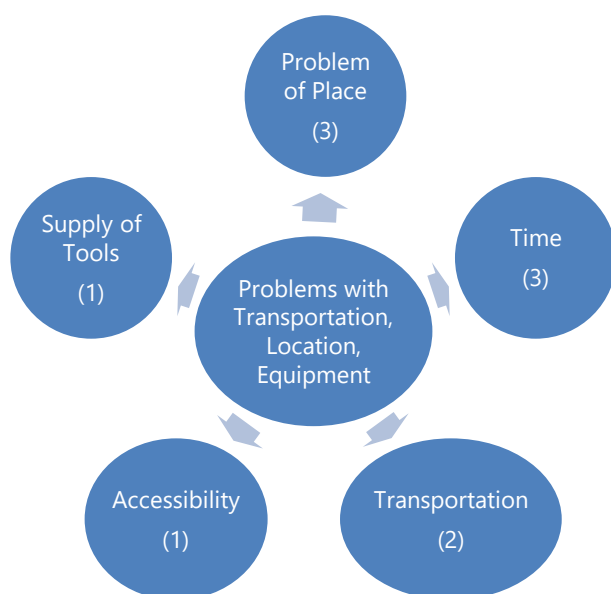 Problem
of Place
(3)
Supply of
Tools
(1)
Time
(3)
Problems with
Transportation,
Location,
Equipment
Accessibility
(1)
Transportation
(2)